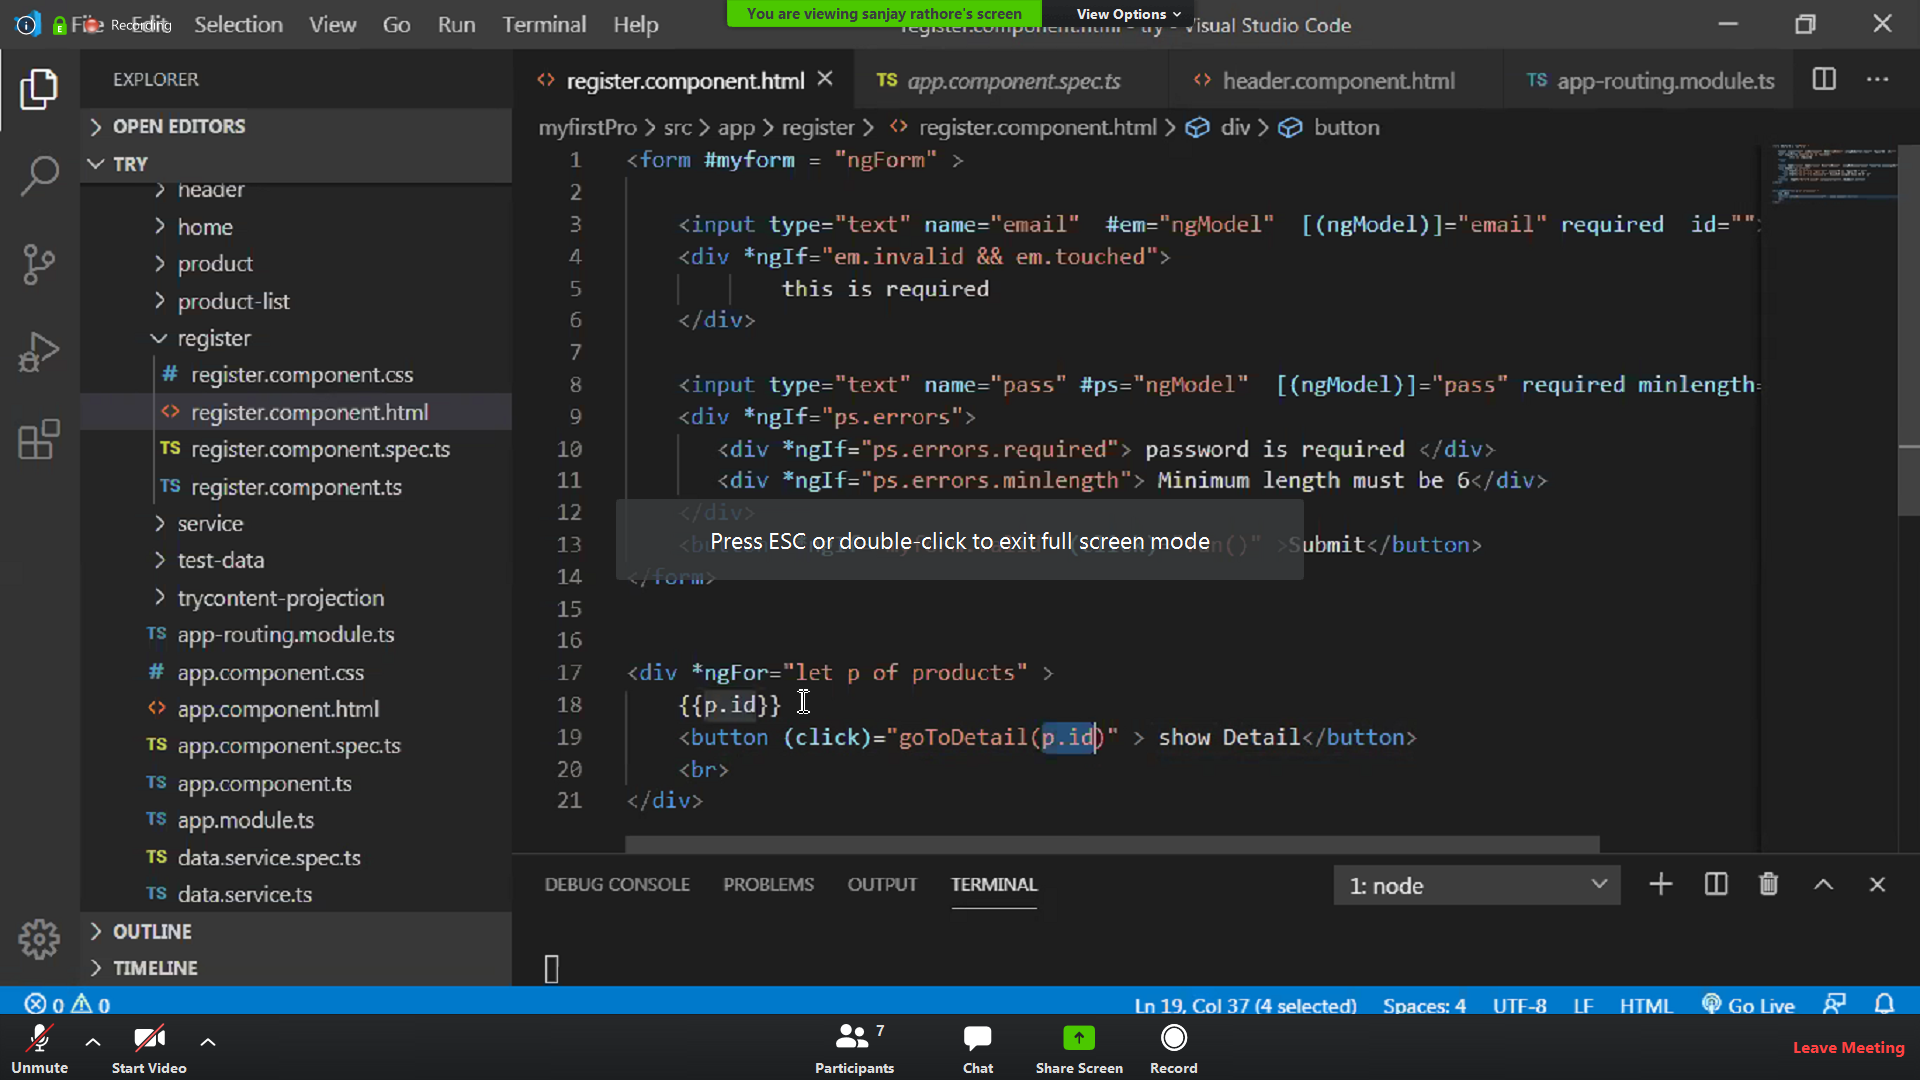 File Edit Selection View Go Run Terminal Help
Recording
You are viewing sanjay rathore's screen
View Options
register.component.html - try - Visual Studio Code
EXPLORER
register.component.html
TS app.component.spec.ts
header.component.html
TS app-routing.module.ts
OPEN EDITORS
TRY
header
home
product
product-list
register
# register.component.css
<> register.component.html
TS register.component.spec.ts
TS register.component.ts
service
test-data
trycontent-projection
TS app-routing.module.ts
# app.component.css
<> app.component.html
TS app.component.spec.ts
TS app.component.ts
TS app.module.ts
TS data.service.spec.ts
TS data.service.ts
OUTLINE
TIMELINE
myfirstPro > src > app > register > <> register.component.html > div > button
1 <form #myform = "ngForm" >
2
3 <input type="text" name="email" #em="ngModel" [(ngModel)]="email" required id="">
4 <div *ngIf="em.invalid && em.touched">
5 this is required
6 </div>
7
8 <input type="text" name="pass" #ps="ngModel" [(ngModel)]="pass" required minlength=
9 <div *ngIf="ps.errors">
10 <div *ngIf="ps.errors.required"> password is required </div>
11 <div *ngIf="ps.errors.minlength"> Minimum length must be 6</div>
12 </div>
Press ESC or double-click to exit full screen mode
13 ()" >Submit</button>
14 </form>
15
16
17 <div *ngFor="let p of products" >
18 {{p.id}}
19 <button (click)="goToDetail(p.id)" > show Detail</button>
20 <br>
21 </div>
DEBUG CONSOLE PROBLEMS OUTPUT TERMINAL
1: node
0 0
Ln 19, Col 37 (4 selected) Spaces: 4 UTF-8 LF HTML Go Live
Unmute
Start Video
7
Participants
Chat
Share Screen
Record
Leave Meeting